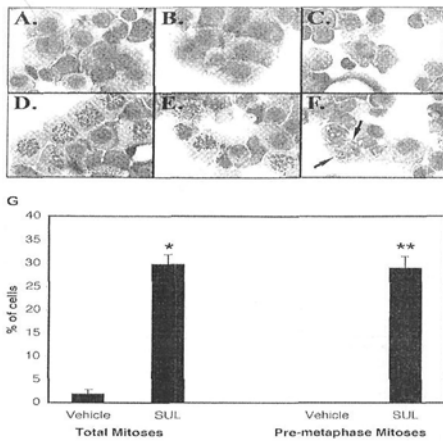 A. B. C.
D. E. F.
G
40
35
30
25
20
15
10
5
0
% of cells
* **
Vehicle SUL Vehicle SUL
Total Mitoses Pre-metaphase Mitoses